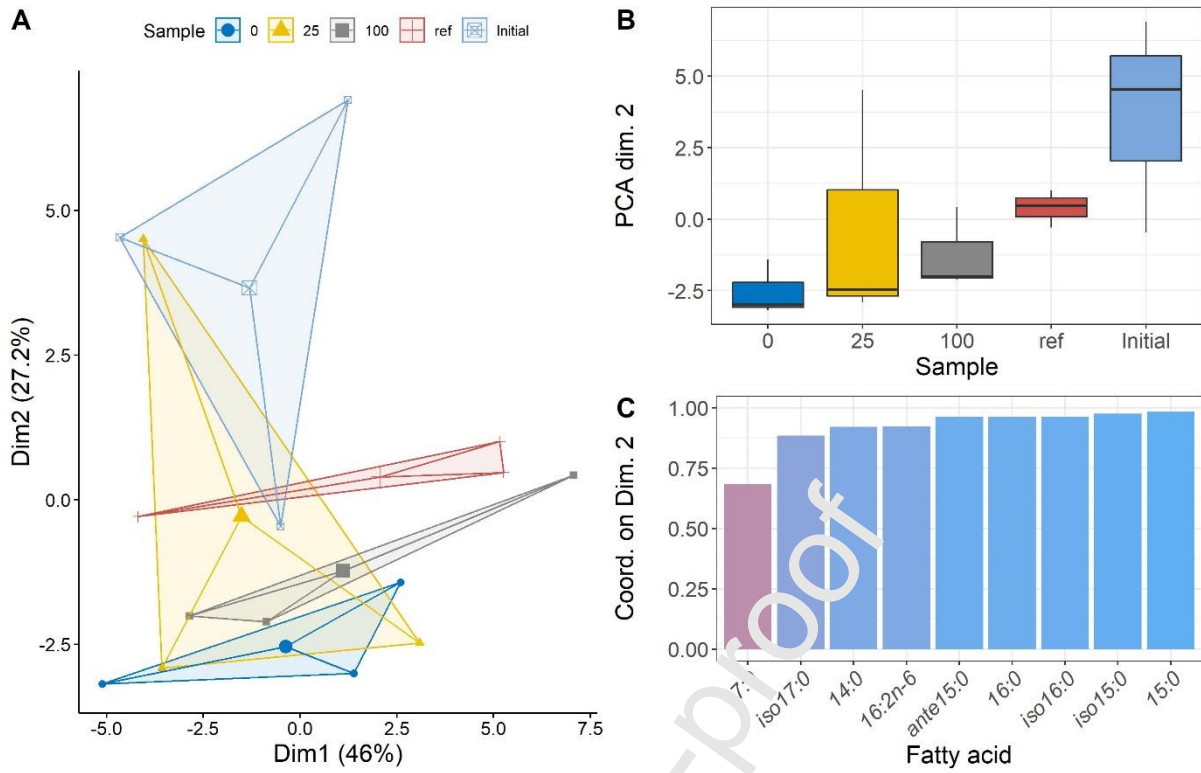 A
Sample 0 25 100 ref Initial
Dim2 (27.2%)
5.0
2.5
0.0
-2.5
-5.0 -2.5 0.0 2.5 5.0 7.5
Dim1 (46%)
B
PCA dim. 2
5.0
2.5
0.0
-2.5
0 25 100 ref Initial
Sample
C
Coord. on Dim. 2
1.00
0.75
0.50
0.25
0.00
iso17:0 14:0 16:2n-6 ante15:0 16:0 iso16:0 iso15:0 15:0
Fatty acid
-proof